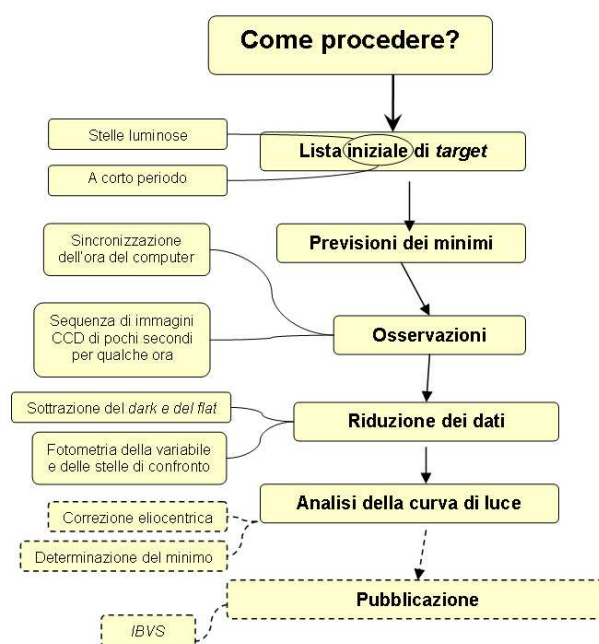 Come procedere?
Stelle luminose
Lista iniziale di target
A corto periodo
Previsioni dei minimi
Sincronizzazione
dell'ora del computer
Sequenza di immagini
CCD di pochi secondi
per qualche ora
Osservazioni
Sottrazione del dark e del flat
Riduzione dei dati
Fotometria della variabile
e delle stelle di confronto
Analisi della curva di luce
Correzione eliocentrica
Determinazione del minimo
Pubblicazione
IBVS